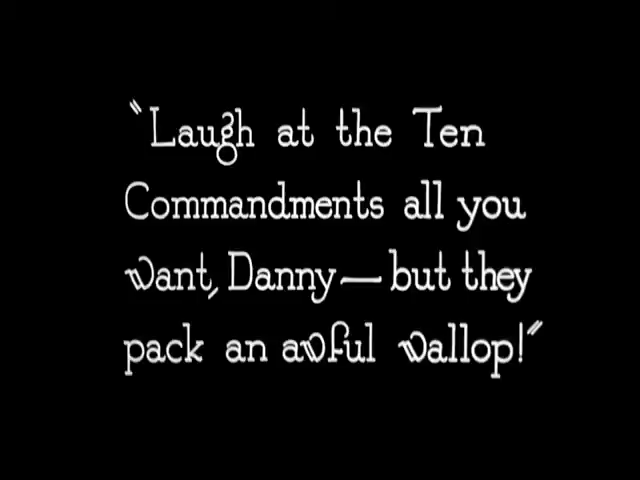 "Laugh at the Ten
Commandments all you
want, Danny—but they
pack an awful wallop!"